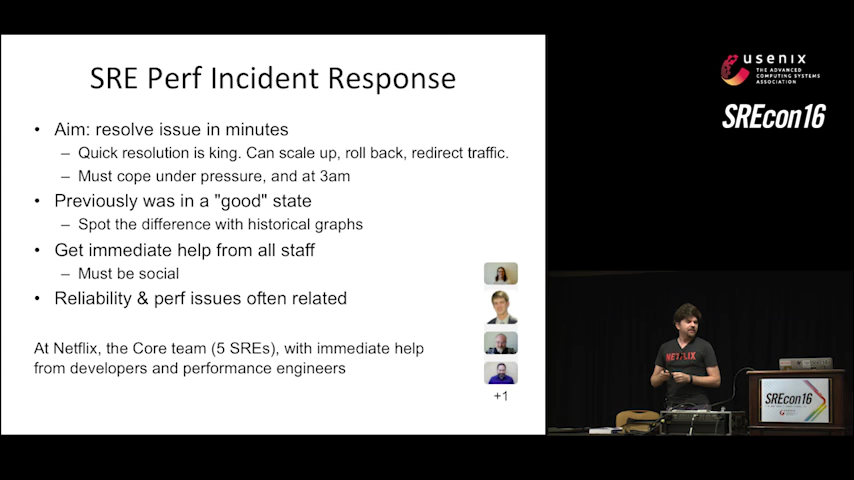 SRE Perf Incident Response
• Aim: resolve issue in minutes
– Quick resolution is king. Can scale up, roll back, redirect traffic.
– Must cope under pressure, and at 3am
• Previously was in a "good" state
– Spot the difference with historical graphs
• Get immediate help from all staff
– Must be social
• Reliability & perf issues often related
At Netflix, the Core team (5 SREs), with immediate help
from developers and performance engineers
+1
usenix
THE ADVANCED
COMPUTING SYSTEMS
ASSOCIATION
SREcon16
NETFLIX
SREcon16